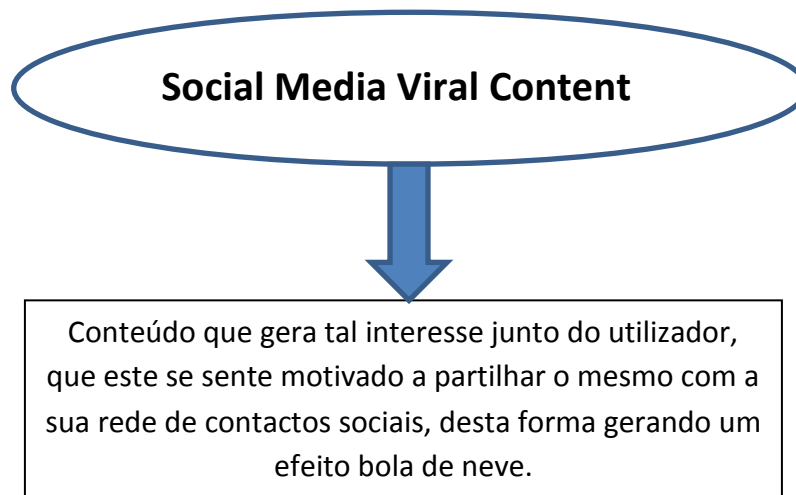 Social Media Viral Content
Conteúdo que gera tal interesse junto do utilizador,
que este se sente motivado a partilhar o mesmo com a
sua rede de contactos sociais, desta forma gerando um
efeito bola de neve.